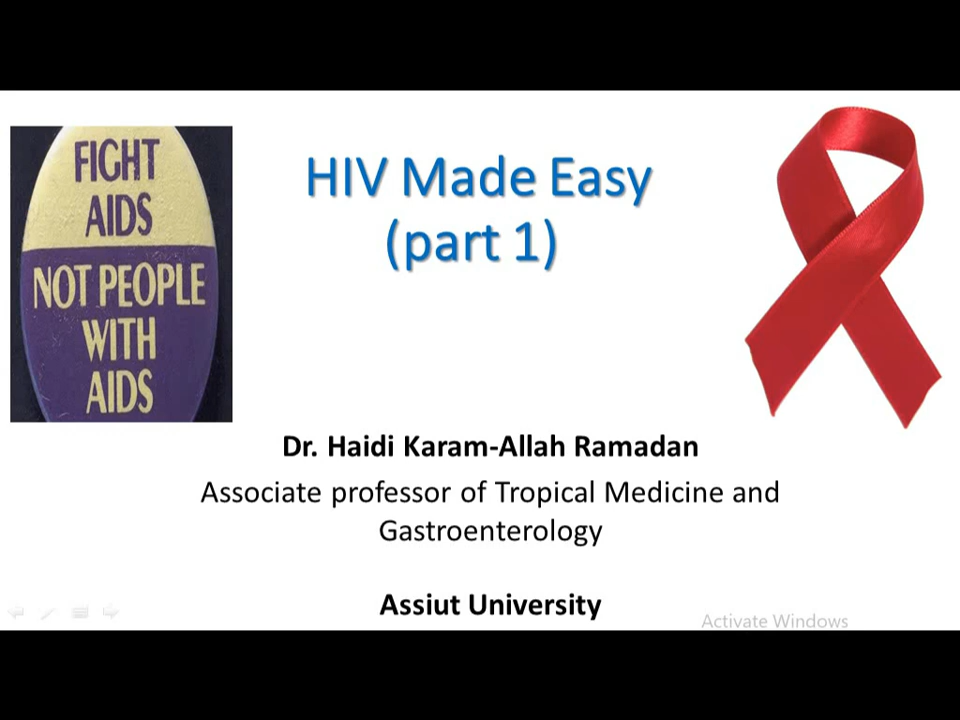 FIGHT
AIDS
NOT PEOPLE
WITH
AIDS
HIV Made Easy
(part 1)
Dr. Haidi Karam-Allah Ramadan
Associate professor of Tropical Medicine and
Gastroenterology
Assiut University
Activate Windows